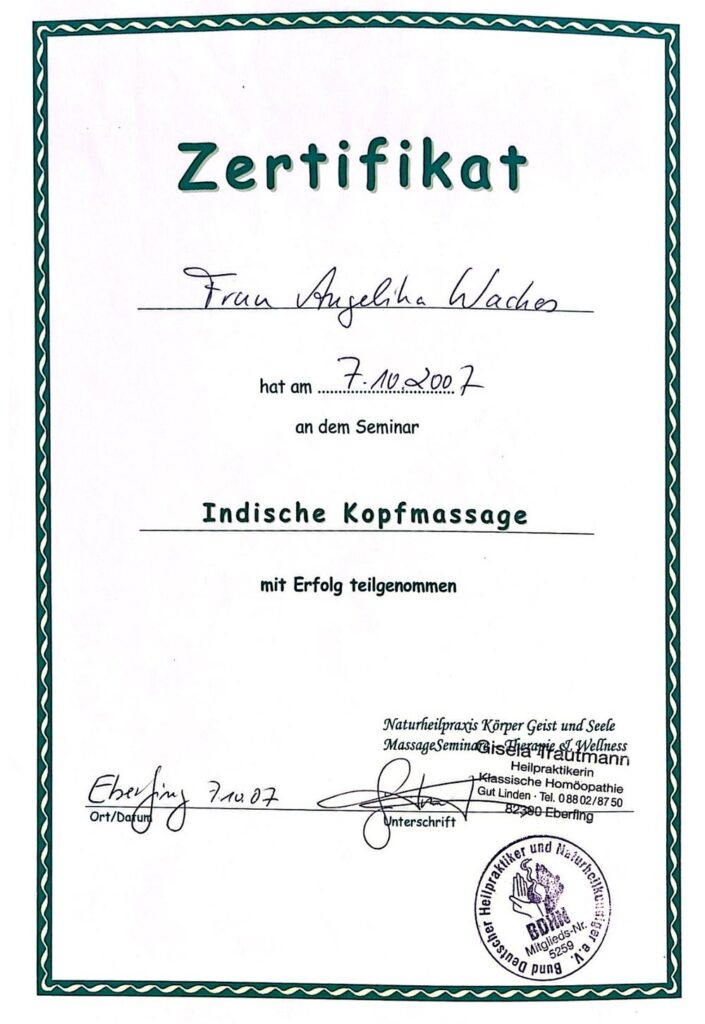 Zertifikat
Frau Angelika Wachos
hat am 7.10.2007
an dem Seminar
Indische Kopfmassage
mit Erfolg teilgenommen
Naturheilpraxis Körper Geist und Seele
MassageSeminare - Therapie & Wellness
Gisela Trautmann
Heilpraktikerin
Klassische Homöopathie
Gut Linden · Tel. 0 88 02 / 87 50
82390 Eberfing
Eberfing 7.10.07
Ort/Datum
Unterschrift
Bund Deutscher Heilpraktiker und Naturheilkundiger e.V.
BDHN
Mitglieds-Nr.
5259